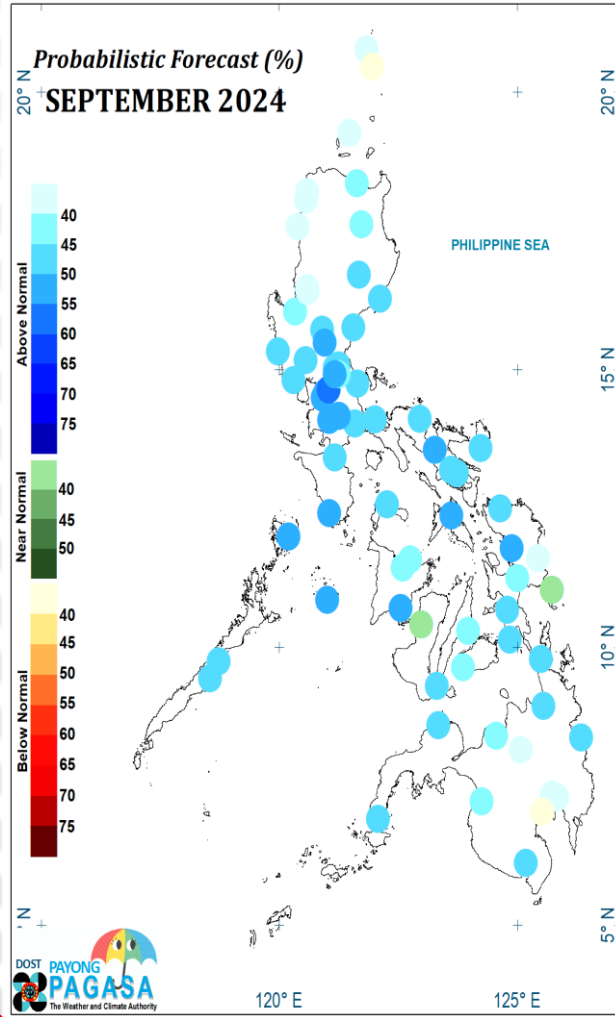 Probabilistic Forecast (%)
SEPTEMBER 2024
20° N
20° N
PHILIPPINE SEA
Above Normal
40
45
50
55
60
65
70
75
15° N
Near Normal
40
45
50
10° N
Below Normal
40
45
50
55
60
65
70
75
° N
5° N
DOST
PAYONG
PAGASA
The Weather and Climate Authority
120° E
125° E